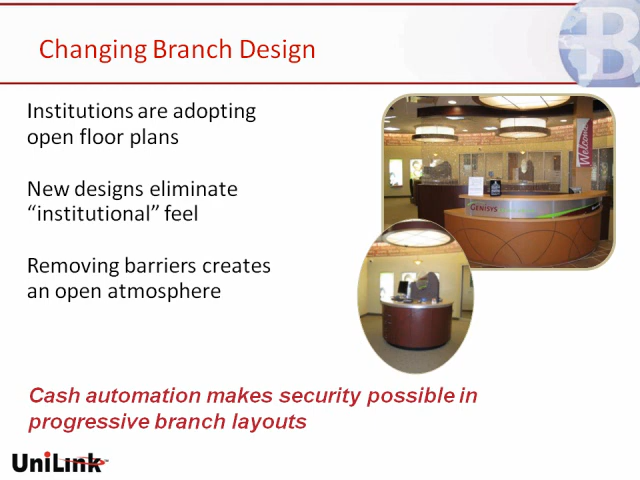 Changing Branch Design
B
Institutions are adopting
open floor plans
New designs eliminate
“institutional” feel
Removing barriers creates
an open atmosphere
Welcome
GENISYS
Cash automation makes security possible in
progressive branch layouts
UniLink